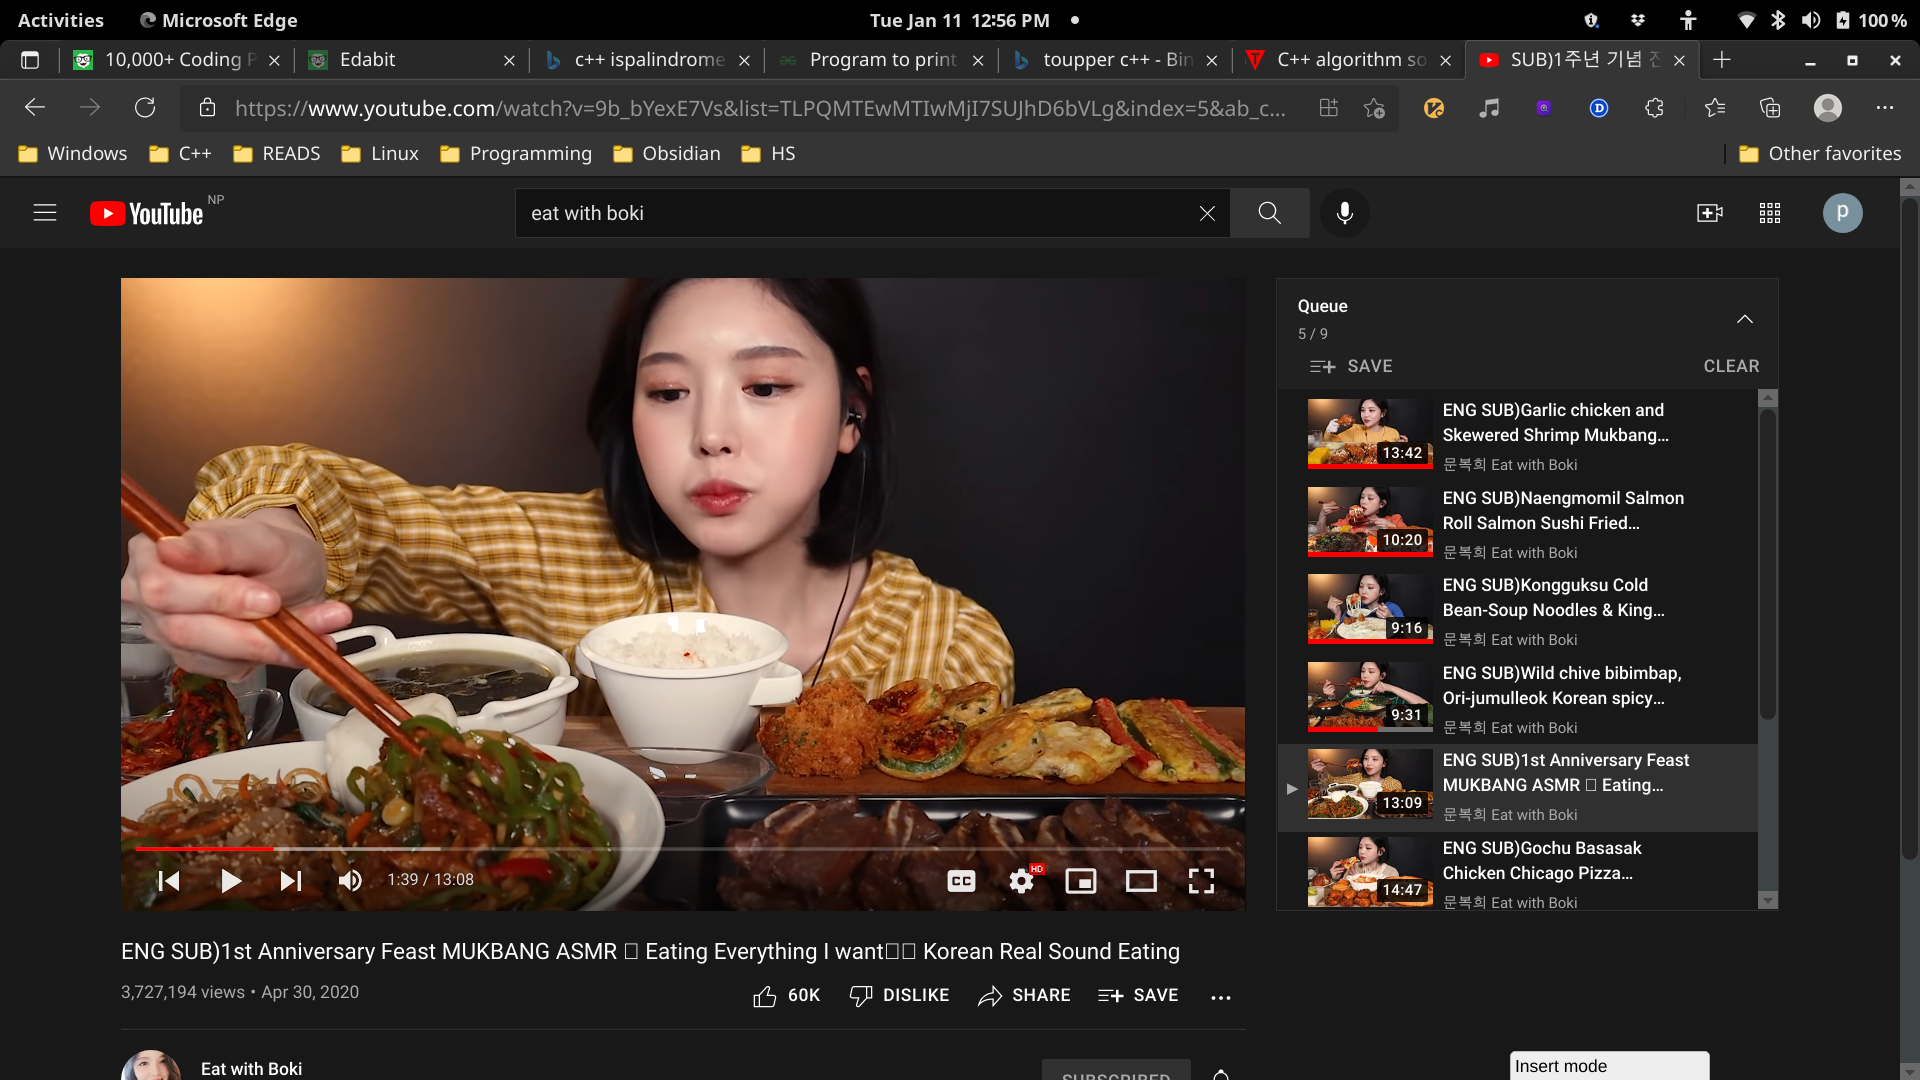 Activities
Microsoft Edge
Tue Jan 11 12:56 PM
100 %
10,000+ Coding P
Edabit
c++ ispalindrome
Program to print
toupper c++ - Bin
C++ algorithm so
SUB)1주년 기념
https://www.youtube.com/watch?v=9b_bYexE7Vs&list=TLPQMTEwMTIwMjI7SUJhD6bVLg&index=5&ab_c...
Windows
C++
READS
Linux
Programming
Obsidian
HS
Other favorites
YouTube NP
eat with boki
p
Queue
5 / 9
SAVE
CLEAR
ENG SUB)Garlic chicken and
Skewered Shrimp Mukbang...
13:42
문복희 Eat with Boki
ENG SUB)Naengmomil Salmon
Roll Salmon Sushi Fried...
10:20
문복희 Eat with Boki
ENG SUB)Kongguksu Cold
Bean-Soup Noodles & King...
9:16
문복희 Eat with Boki
ENG SUB)Wild chive bibimbap,
Ori-jumulleok Korean spicy...
9:31
문복희 Eat with Boki
ENG SUB)1st Anniversary Feast
MUKBANG ASMR Eating...
13:09
문복희 Eat with Boki
ENG SUB)Gochu Basasak
Chicken Chicago Pizza...
14:47
문복희 Eat with Boki
1:39 / 13:08
CC
HD
ENG SUB)1st Anniversary Feast MUKBANG ASMR Eating Everything I want Korean Real Sound Eating
3,727,194 views • Apr 30, 2020
60K
DISLIKE
SHARE
SAVE
Eat with Boki
SUBSCRIBED
Insert mode